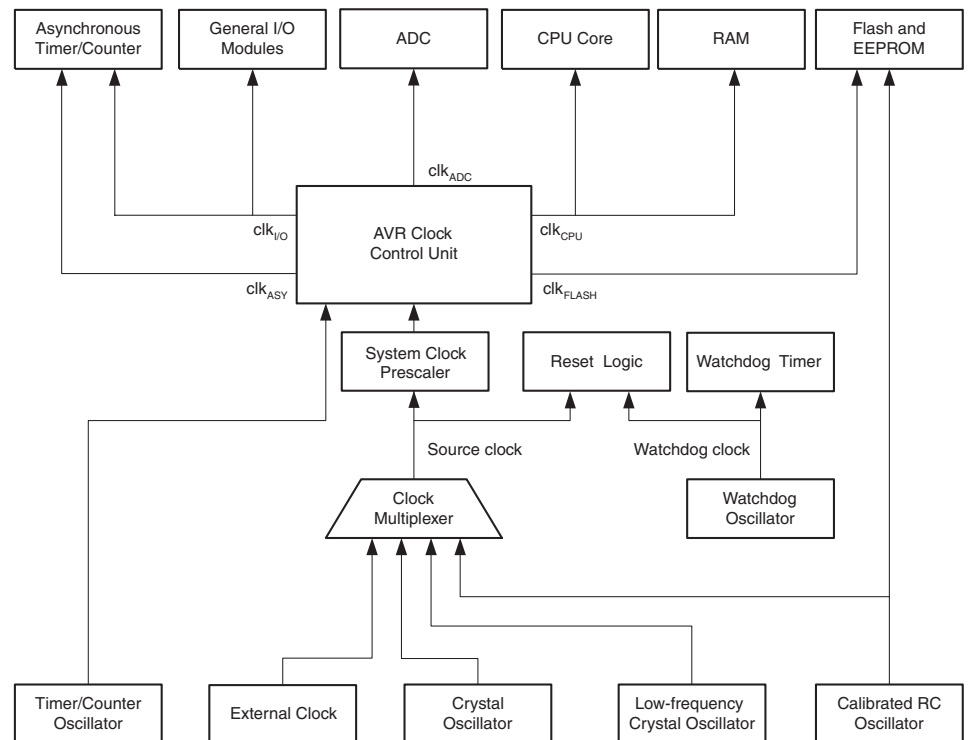 Asynchronous
Timer/Counter
General I/O
Modules
ADC
CPU Core
RAM
Flash and
EEPROM
clkADC
clkI/O
AVR Clock
Control Unit
clkCPU
clkASY
clkFLASH
System Clock
Prescaler
Reset Logic
Watchdog Timer
Source clock
Watchdog clock
Clock
Multiplexer
Watchdog
Oscillator
Timer/Counter
Oscillator
External Clock
Crystal
Oscillator
Low-frequency
Crystal Oscillator
Calibrated RC
Oscillator